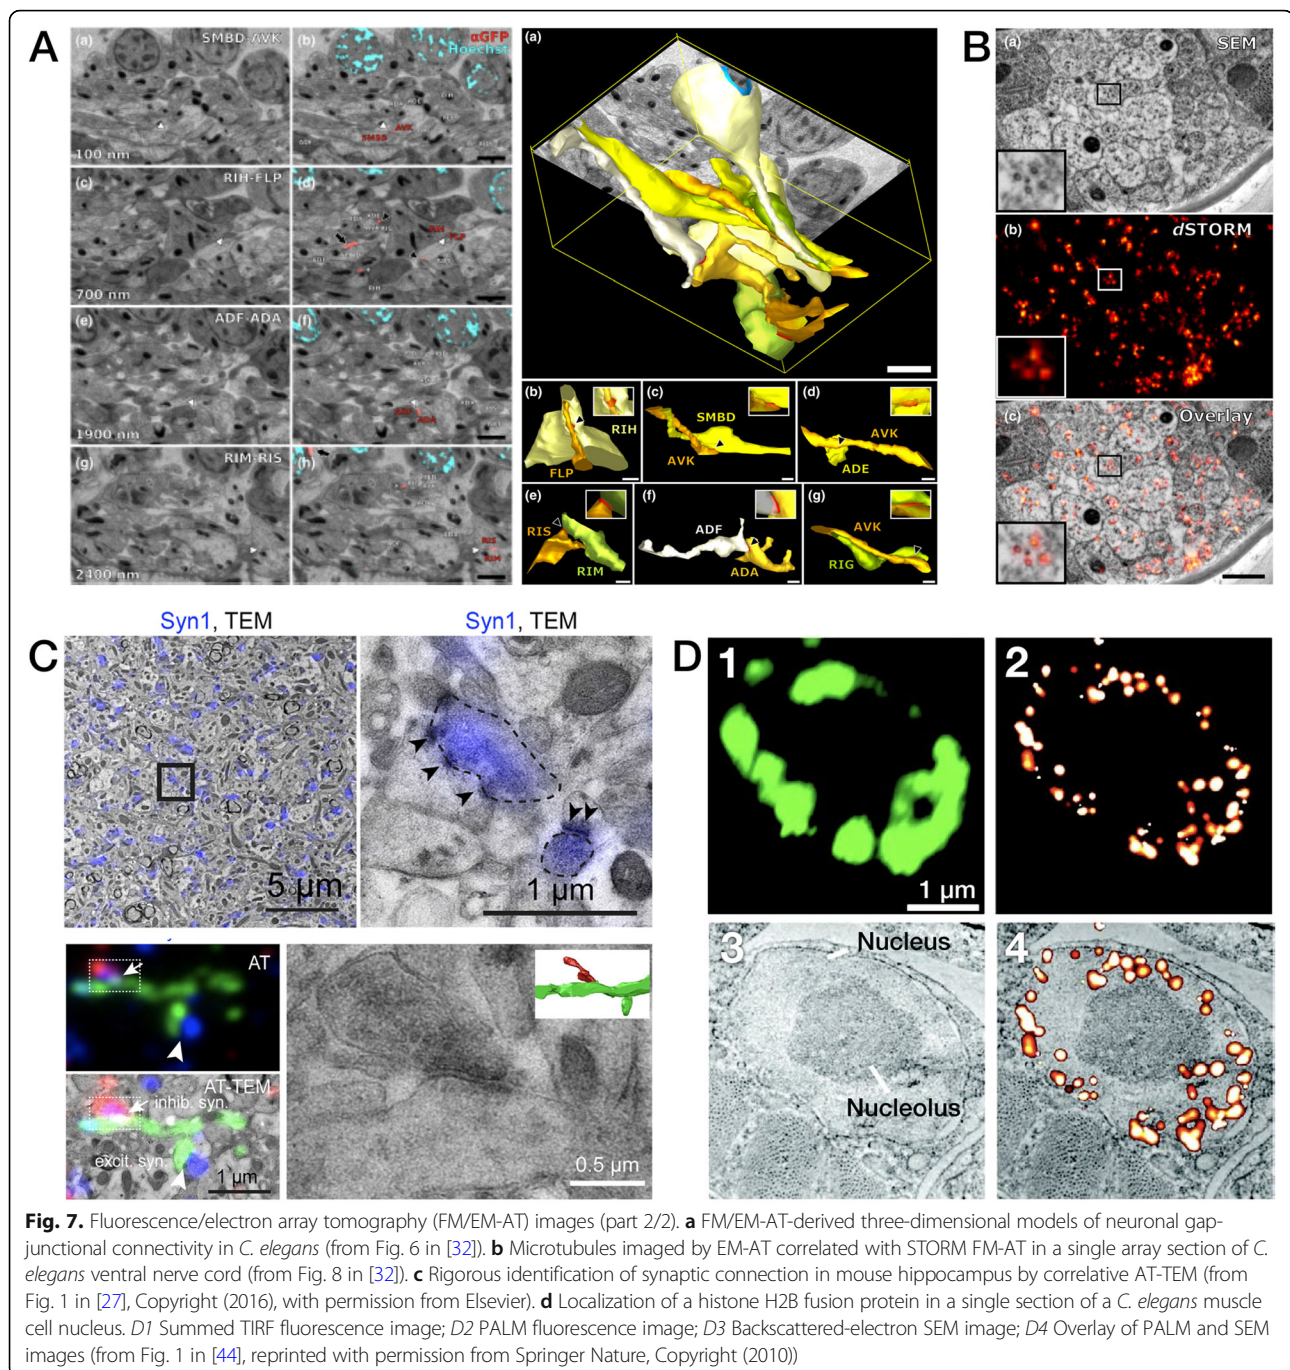 A
(a)
SMBD-AVK
100 nm
(b)
αGFP
Hoechst
AVK
SMBD
(c)
RIH-FLP
700 nm
(d)
RIH
FLP
(e)
ADF-ADA
1900 nm
(f)
ADF
ADA
(g)
RIM-RIS
2400 nm
(h)
RIS
RIM
(a)
(b)
RIH
FLP
(c)
SMBD
AVK
(d)
AVK
ADE
(e)
RIS
RIM
(f)
ADF
ADA
(g)
AVK
RIG
B
(a)
SEM
(b)
dSTORM
(c)
Overlay
C
Syn1, TEM
5 µm
Syn1, TEM
1 µm
AT
AT-TEM
inhib. syn.
excit. syn.
1 µm
0.5 µm
D
1
1 µm
2
3
Nucleus
Nucleolus
4
Fig. 7. Fluorescence/electron array tomography (FM/EM-AT) images (part 2/2). a FM/EM-AT-derived three-dimensional models of neuronal gap-
junctional connectivity in C. elegans (from Fig. 6 in [32]). b Microtubules imaged by EM-AT correlated with STORM FM-AT in a single array section of C.
elegans ventral nerve cord (from Fig. 8 in [32]). c Rigorous identification of synaptic connection in mouse hippocampus by correlative AT-TEM (from
Fig. 1 in [27], Copyright (2016), with permission from Elsevier). d Localization of a histone H2B fusion protein in a single section of a C. elegans muscle
cell nucleus. D1 Summed TIRF fluorescence image; D2 PALM fluorescence image; D3 Backscattered-electron SEM image; D4 Overlay of PALM and SEM
images (from Fig. 1 in [44], reprinted with permission from Springer Nature, Copyright (2010))